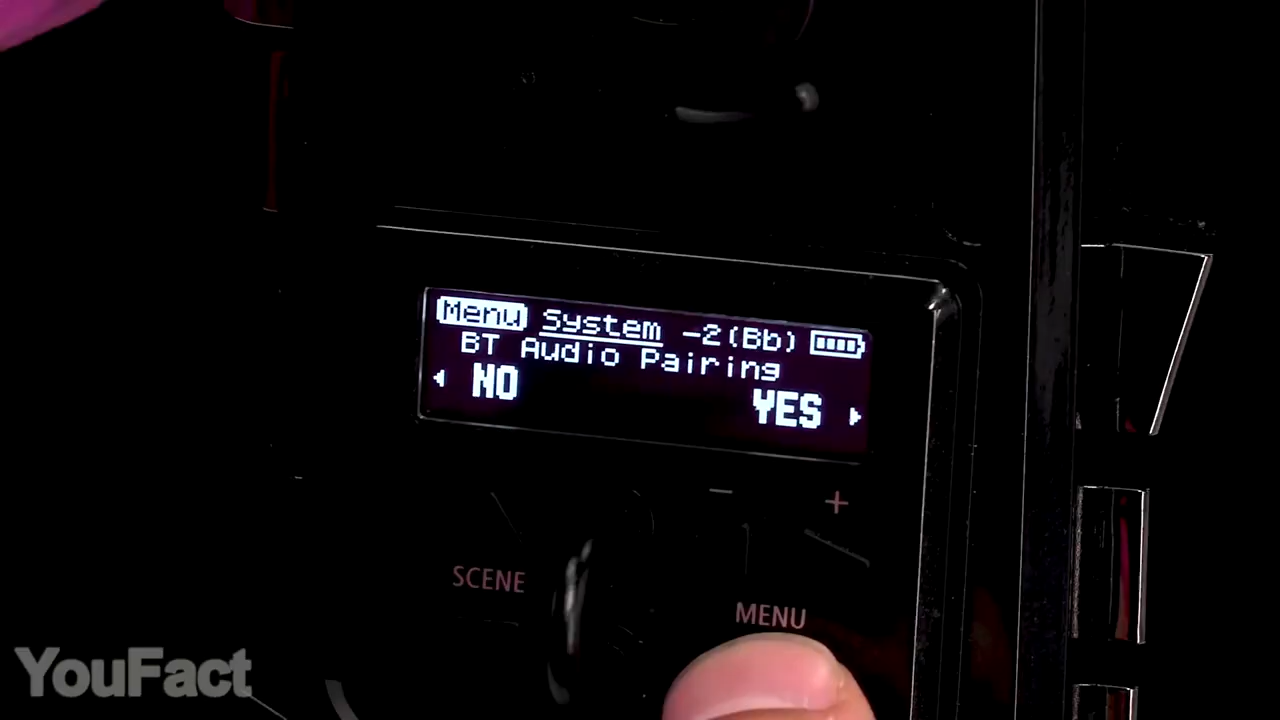 Menu System -2(Bb)
BT Audio Pairing
NO YES
- +
SCENE
MENU
YouFact